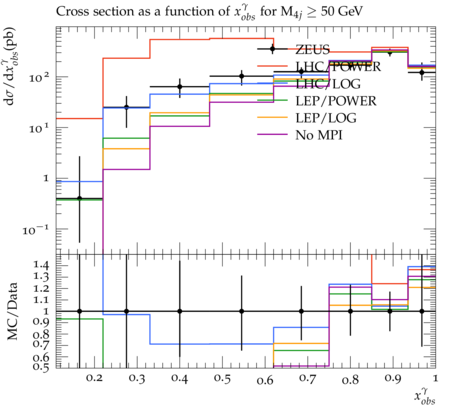 Cross section as a function of x^γ_obs for M₄ⱼ ≥ 50 GeV
dσ/dx^γ_obs(pb)
ZEUS
LHC/POWER
LHC/LOG
LEP/POWER
LEP/LOG
No MPI
10²
10¹
1
10⁻¹
MC/Data
1.4
1.3
1.2
1.1
1
0.9
0.8
0.7
0.6
0.5
0.2 0.3 0.4 0.5 0.6 0.7 0.8 0.9 1
x^γ_obs